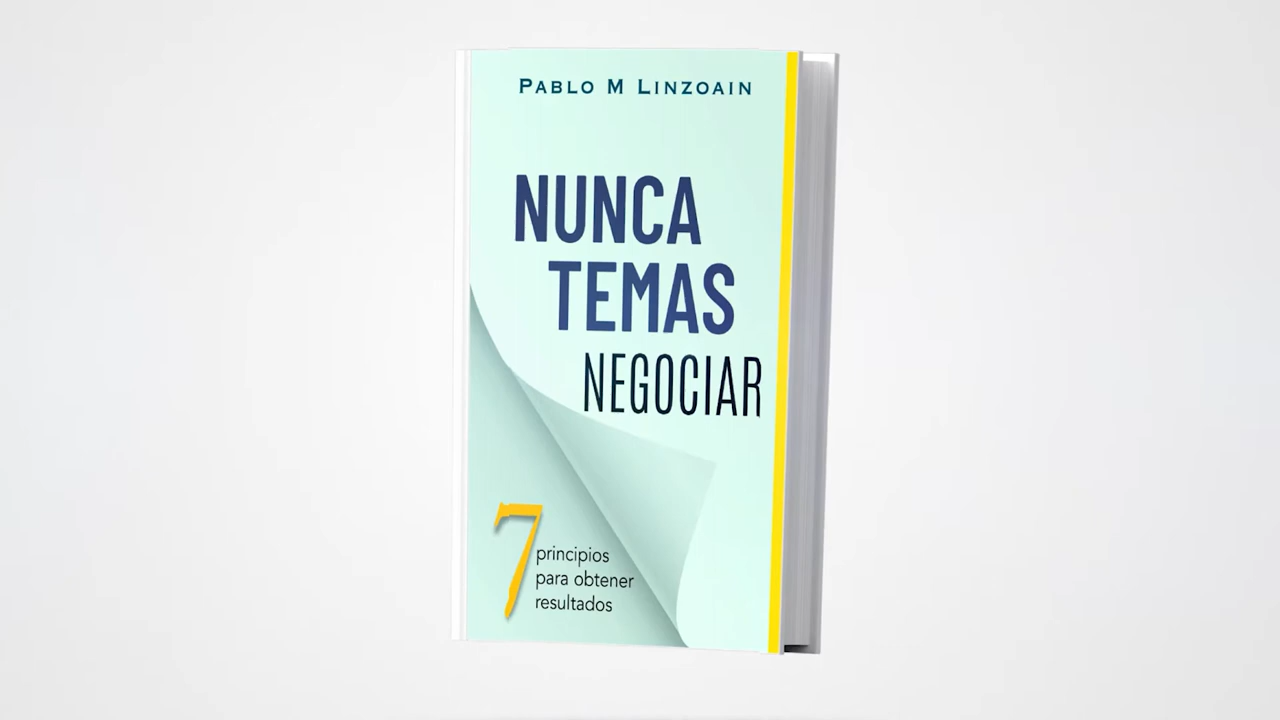 PABLO M LINZOAIN
NUNCA
TEMAS
NEGOCIAR
7 principios
para obtener
resultados